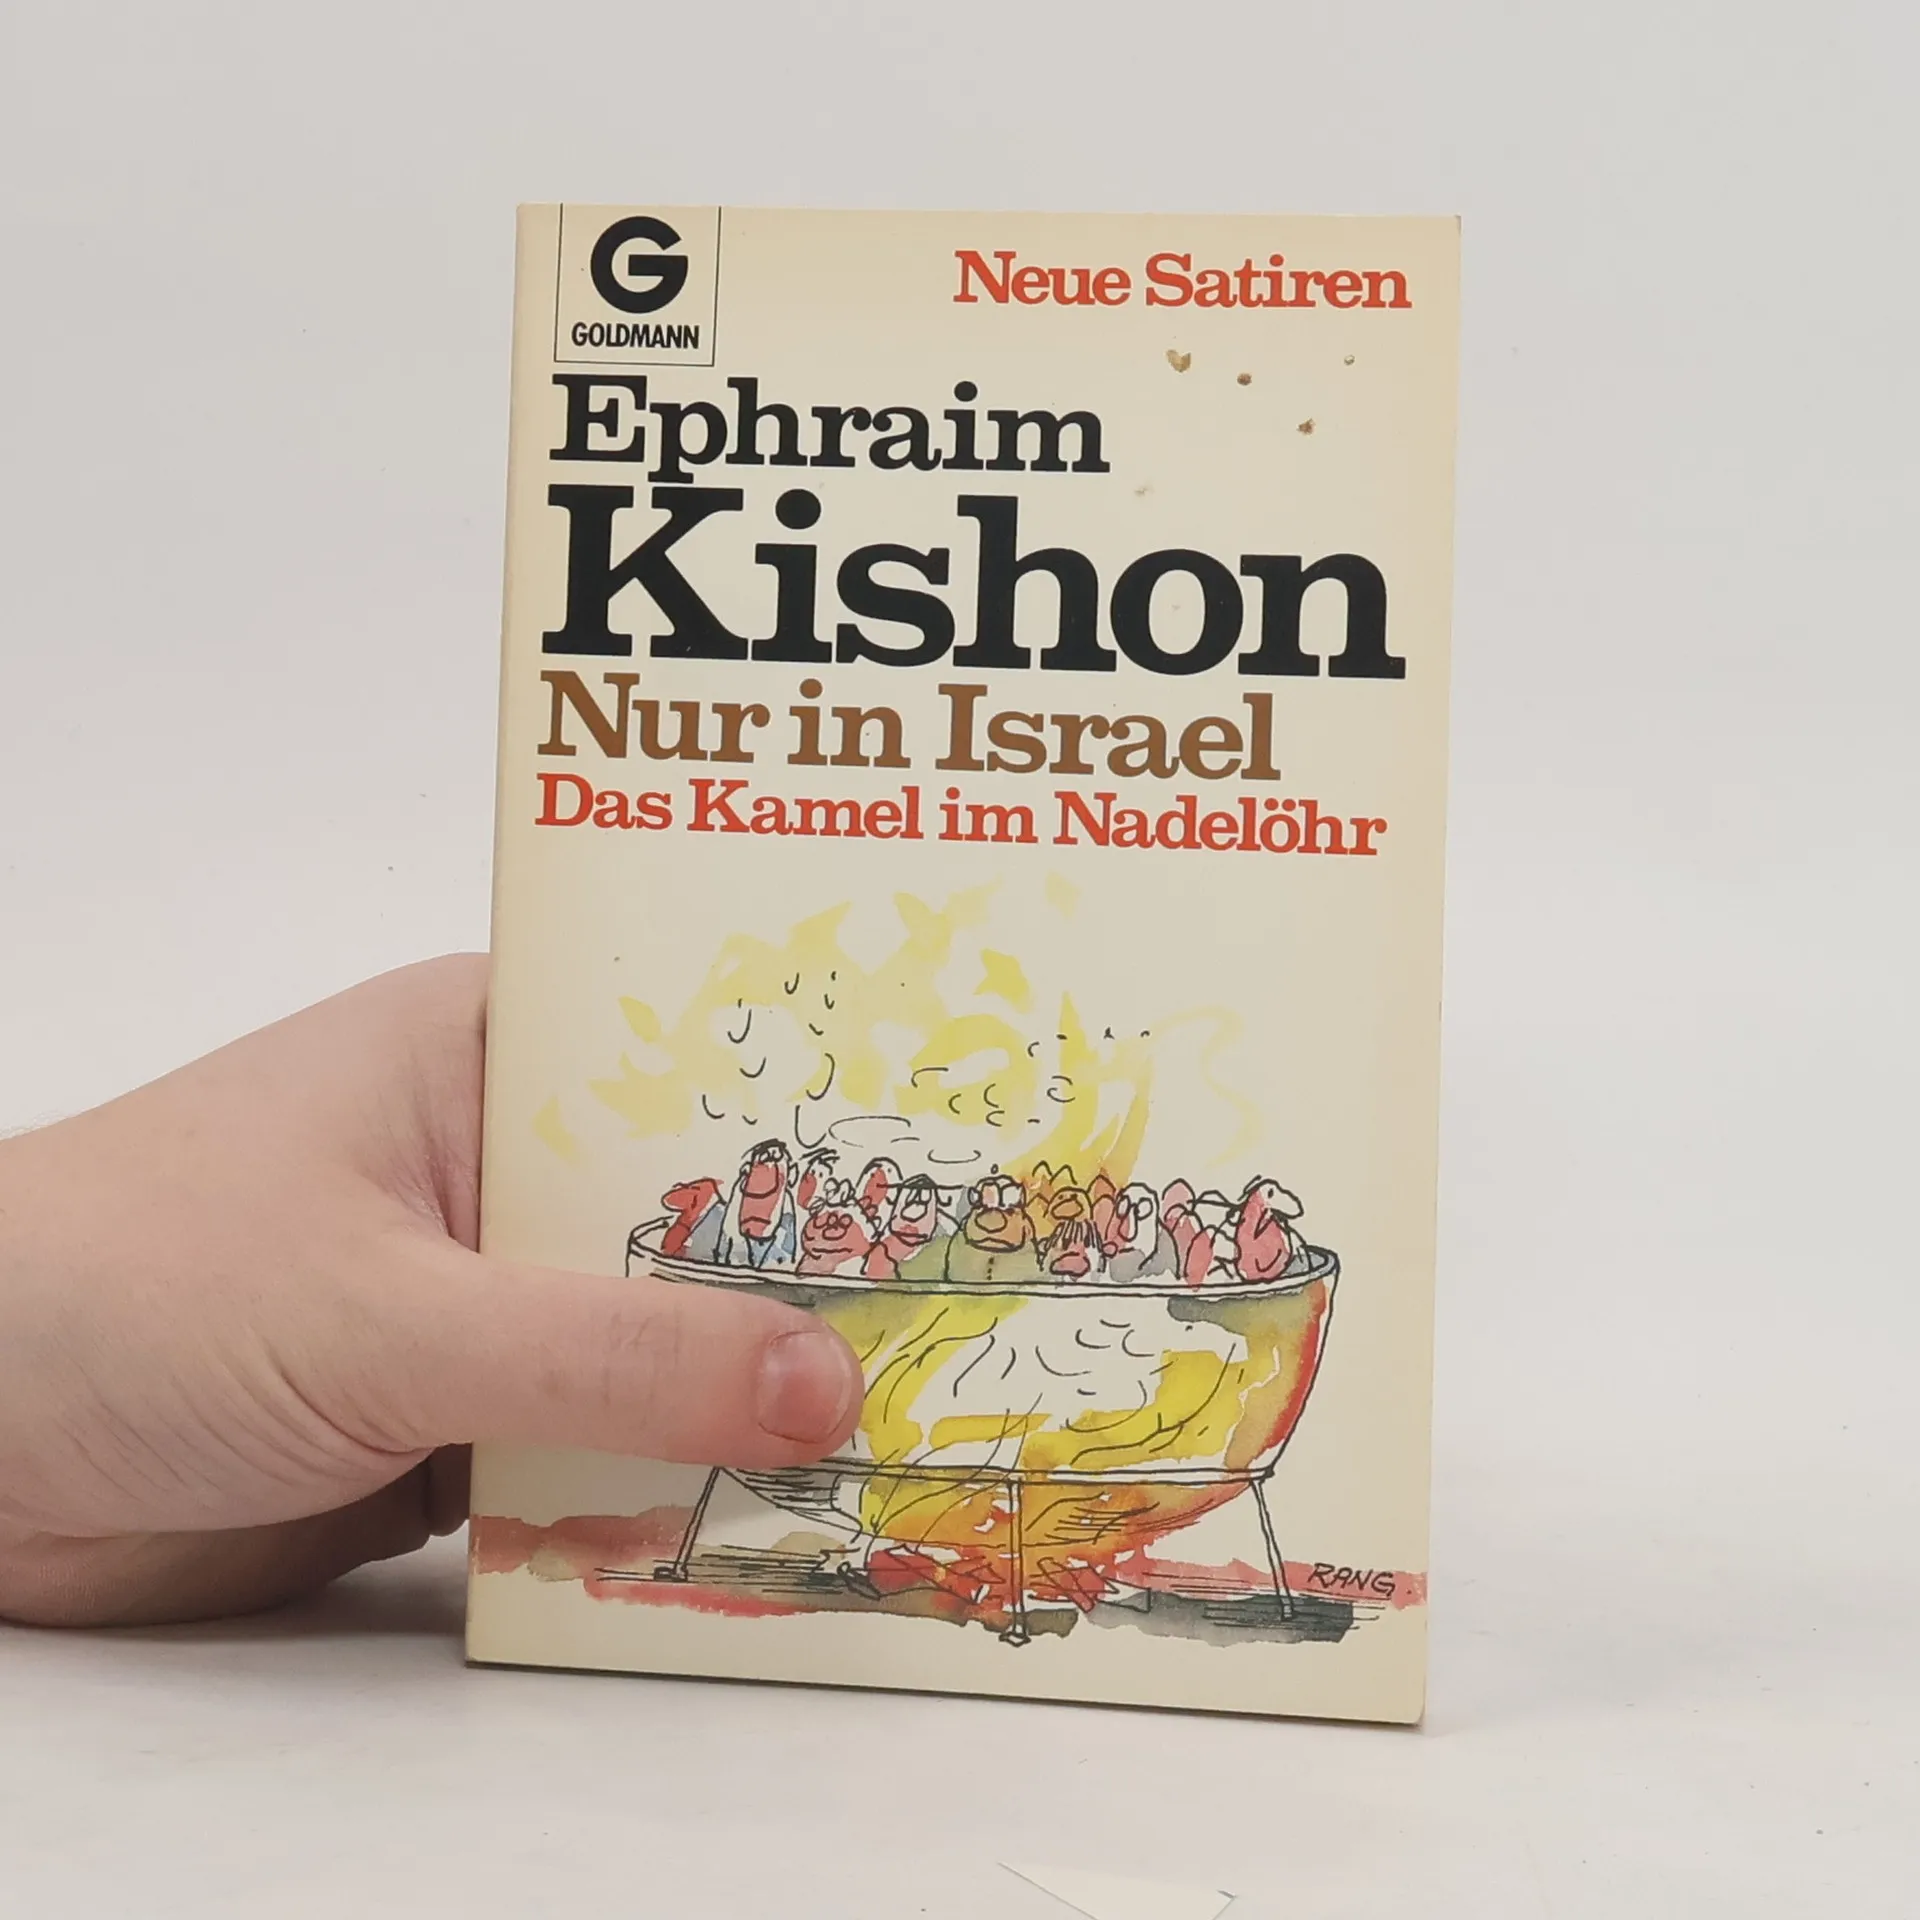 G
GOLDMANN
Neue Satiren
Ephraim
Kishon
Nur in Israel
Das Kamel im Nadelöhr
RANG.